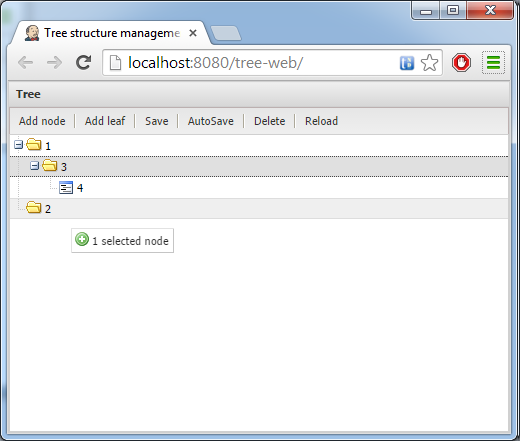 Tree structure manageme
localhost:8080/tree-web/
Tree
Add node Add leaf Save AutoSave Delete Reload
1
3
4
2
1 selected node